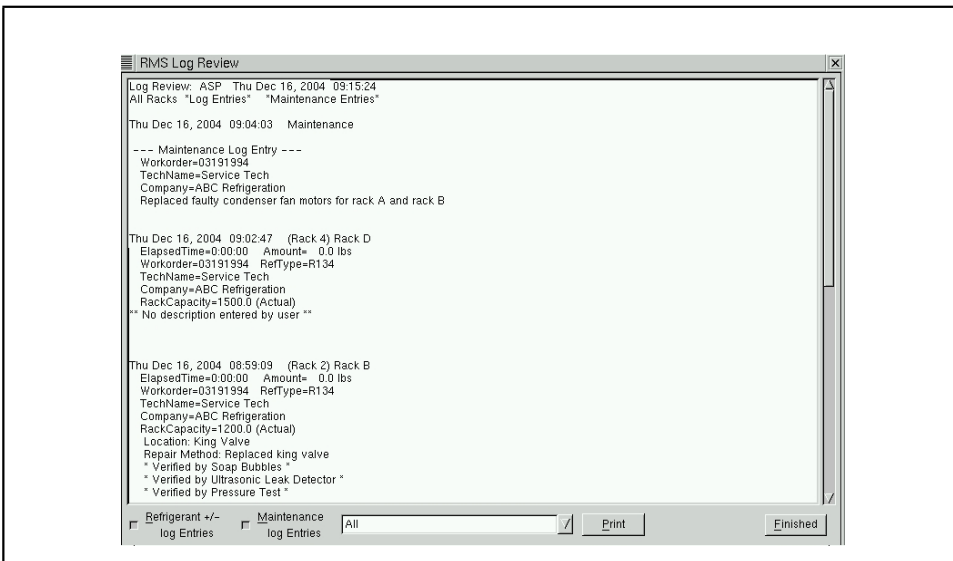 RMS Log Review
Log Review: ASP Thu Dec 16, 2004 09:15:24
All Racks "Log Entries" "Maintenance Entries"
Thu Dec 16, 2004 09:04:03 Maintenance
--- Maintenance Log Entry ---
Workorder=03191994
TechName=Service Tech
Company=ABC Refrigeration
Replaced faulty condenser fan motors for rack A and rack B
Thu Dec 16, 2004 09:02:47 (Rack 4) Rack D
ElapsedTime=0:00:00 Amount= 0.0 lbs
Workorder=03191994 RefType=R134
TechName=Service Tech
Company=ABC Refrigeration
RackCapacity=1500.0 (Actual)
** No description entered by user **
Thu Dec 16, 2004 08:59:09 (Rack 2) Rack B
ElapsedTime=0:00:00 Amount= 0.0 lbs
Workorder=03191994 RefType=R134
TechName=Service Tech
Company=ABC Refrigeration
RackCapacity=1200.0 (Actual)
Location: King Valve
Repair Method: Replaced king valve
* Verified by Soap Bubbles *
* Verified by Ultrasonic Leak Detector *
* Verified by Pressure Test *
Refrigerant +/- log Entries
Maintenance log Entries
All
Print
Finished